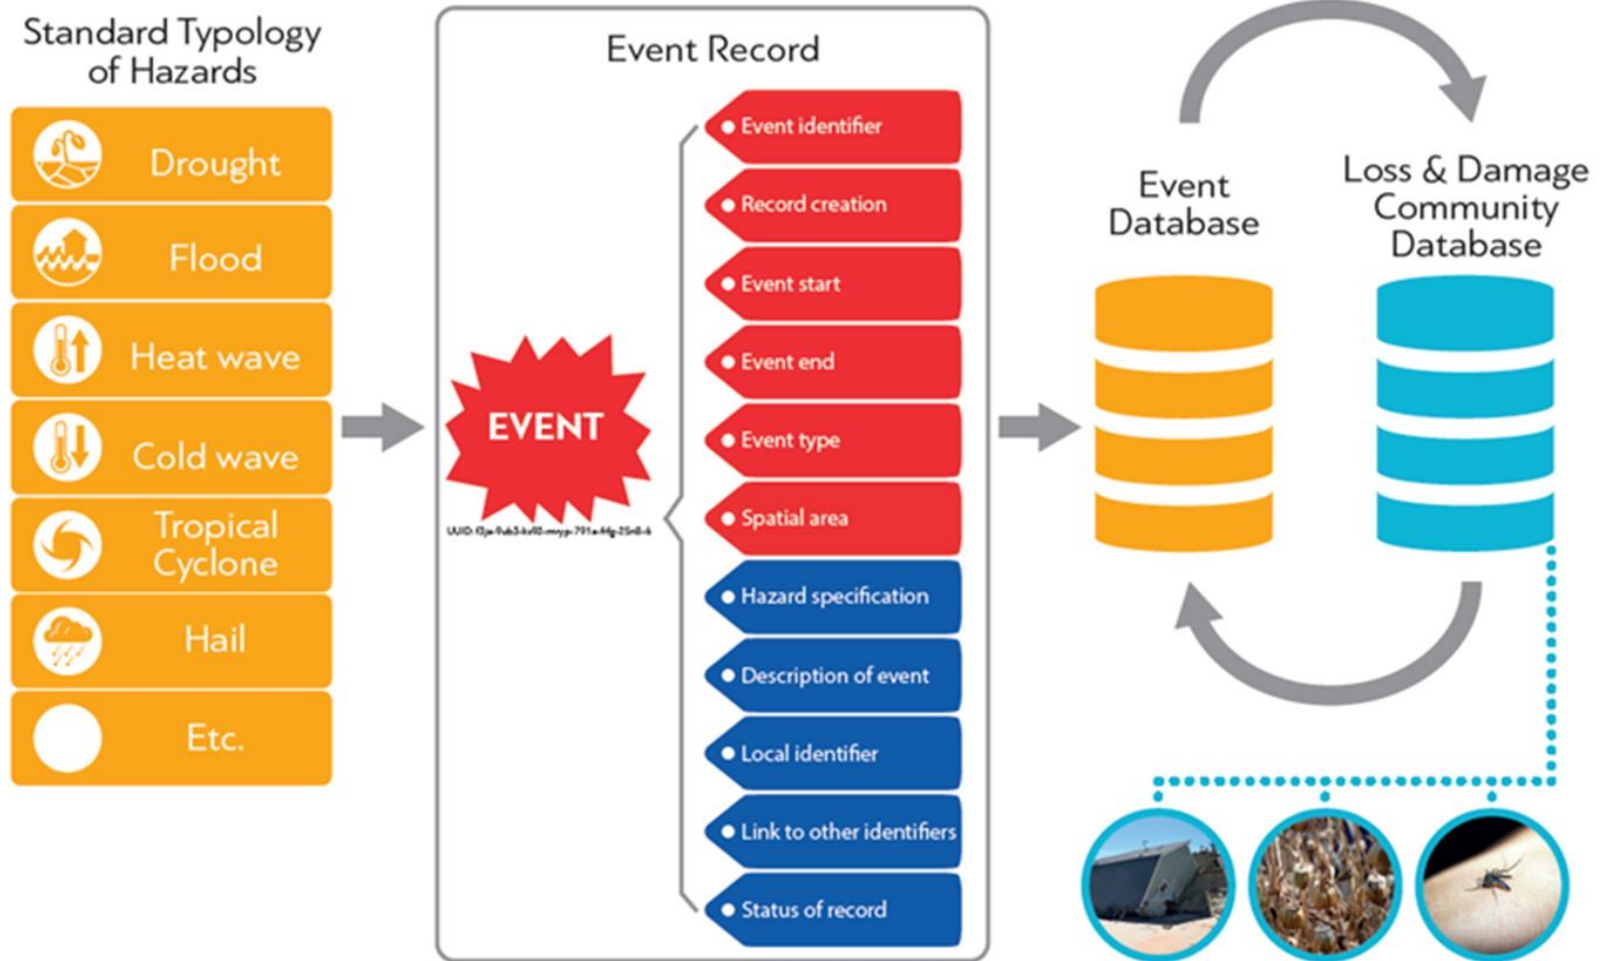 Standard Typology
of Hazards
Drought
Flood
Heat wave
Cold wave
Tropical
Cyclone
Hail
Etc.
Event Record
EVENT
Event identifier
Record creation
Event start
Event end
Event type
Spatial area
Hazard specification
Description of event
Local identifier
Link to other identifiers
Status of record
Event
Database
Loss & Damage
Community
Database